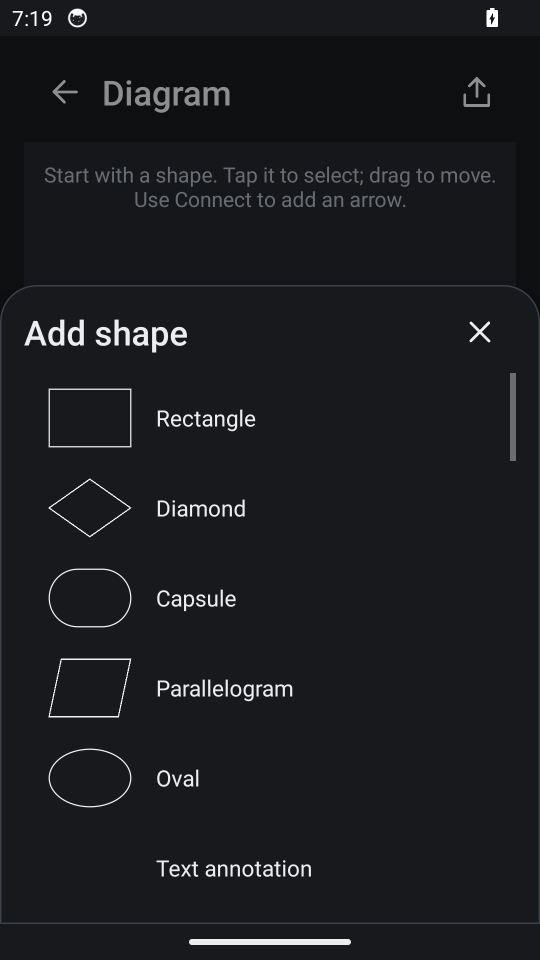 7:19
Diagram
Start with a shape. Tap it to select; drag to move.
Use Connect to add an arrow.
Add shape
Rectangle
Diamond
Capsule
Parallelogram
Oval
Text annotation